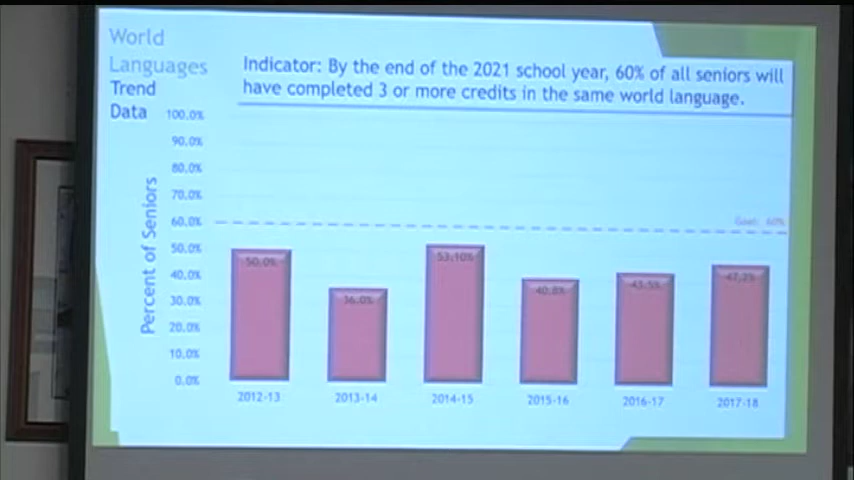 World
Languages
Trend
Data
Indicator: By the end of the 2021 school year, 60% of all seniors will
have completed 3 or more credits in the same world language.
Percent of Seniors
100.0%
90.0%
80.0%
70.0%
60.0%
50.0%
40.0%
30.0%
20.0%
10.0%
0.0%
Goal: 60%
50.0%
36.0%
53.10%
40.8%
43.5%
47.2%
2012-13
2013-14
2014-15
2015-16
2016-17
2017-18